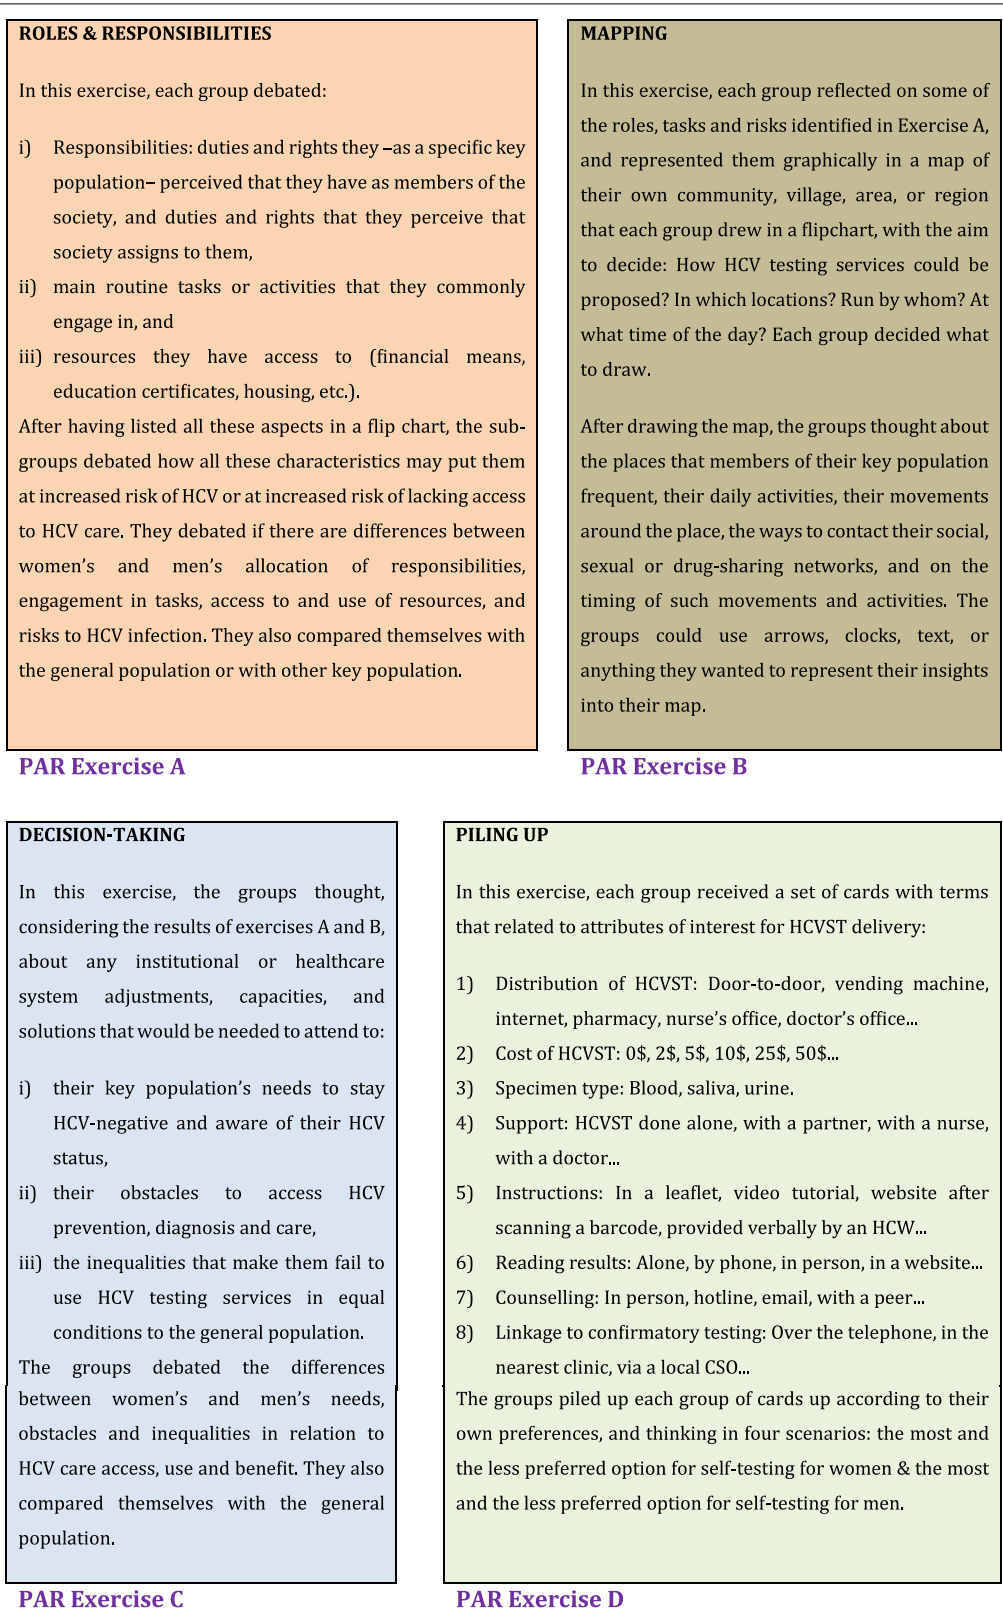 ROLES & RESPONSIBILITIES
In this exercise, each group debated:
i) Responsibilities: duties and rights they –as a specific key
population– perceived that they have as members of the
society, and duties and rights that they perceive that
society assigns to them,
ii) main routine tasks or activities that they commonly
engage in, and
iii) resources they have access to (financial means,
education certificates, housing, etc.).
After having listed all these aspects in a flip chart, the sub-
groups debated how all these characteristics may put them
at increased risk of HCV or at increased risk of lacking access
to HCV care. They debated if there are differences between
women's and men's allocation of responsibilities,
engagement in tasks, access to and use of resources, and
risks to HCV infection. They also compared themselves with
the general population or with other key population.
PAR Exercise A
MAPPING
In this exercise, each group reflected on some of
the roles, tasks and risks identified in Exercise A,
and represented them graphically in a map of
their own community, village, area, or region
that each group drew in a flipchart, with the aim
to decide: How HCV testing services could be
proposed? In which locations? Run by whom? At
what time of the day? Each group decided what
to draw.
After drawing the map, the groups thought about
the places that members of their key population
frequent, their daily activities, their movements
around the place, the ways to contact their social,
sexual or drug-sharing networks, and on the
timing of such movements and activities. The
groups could use arrows, clocks, text, or
anything they wanted to represent their insights
into their map.
PAR Exercise B
DECISION-TAKING
In this exercise, the groups thought,
considering the results of exercises A and B,
about any institutional or healthcare
system adjustments, capacities, and
solutions that would be needed to attend to:
i) their key population's needs to stay
HCV-negative and aware of their HCV
status,
ii) their obstacles to access HCV
prevention, diagnosis and care,
iii) the inequalities that make them fail to
use HCV testing services in equal
conditions to the general population.
The groups debated the differences
between women's and men's needs,
obstacles and inequalities in relation to
HCV care access, use and benefit. They also
compared themselves with the general
population.
PAR Exercise C
PILING UP
In this exercise, each group received a set of cards with terms
that related to attributes of interest for HCVST delivery:
1) Distribution of HCVST: Door-to-door, vending machine,
internet, pharmacy, nurse's office, doctor's office...
2) Cost of HCVST: 0$, 2$, 5$, 10$, 25$, 50$...
3) Specimen type: Blood, saliva, urine.
4) Support: HCVST done alone, with a partner, with a nurse,
with a doctor...
5) Instructions: In a leaflet, video tutorial, website after
scanning a barcode, provided verbally by an HCW...
6) Reading results: Alone, by phone, in person, in a website...
7) Counselling: In person, hotline, email, with a peer...
8) Linkage to confirmatory testing: Over the telephone, in the
nearest clinic, via a local CSO...
The groups piled up each group of cards up according to their
own preferences, and thinking in four scenarios: the most and
the less preferred option for self-testing for women & the most
and the less preferred option for self-testing for men.
PAR Exercise D